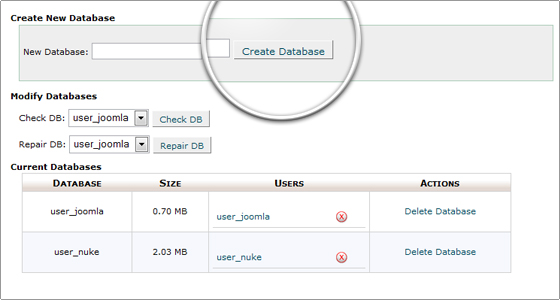 Create New Database
New Database: Create Database
Modify Databases
Check DB: user_joomla Check DB
Repair DB: user_joomla Repair DB
Current Databases
DATABASE SIZE USERS ACTIONS
user_joomla 0.70 MB user_joomla Delete Database
user_nuke 2.03 MB user_nuke Delete Database